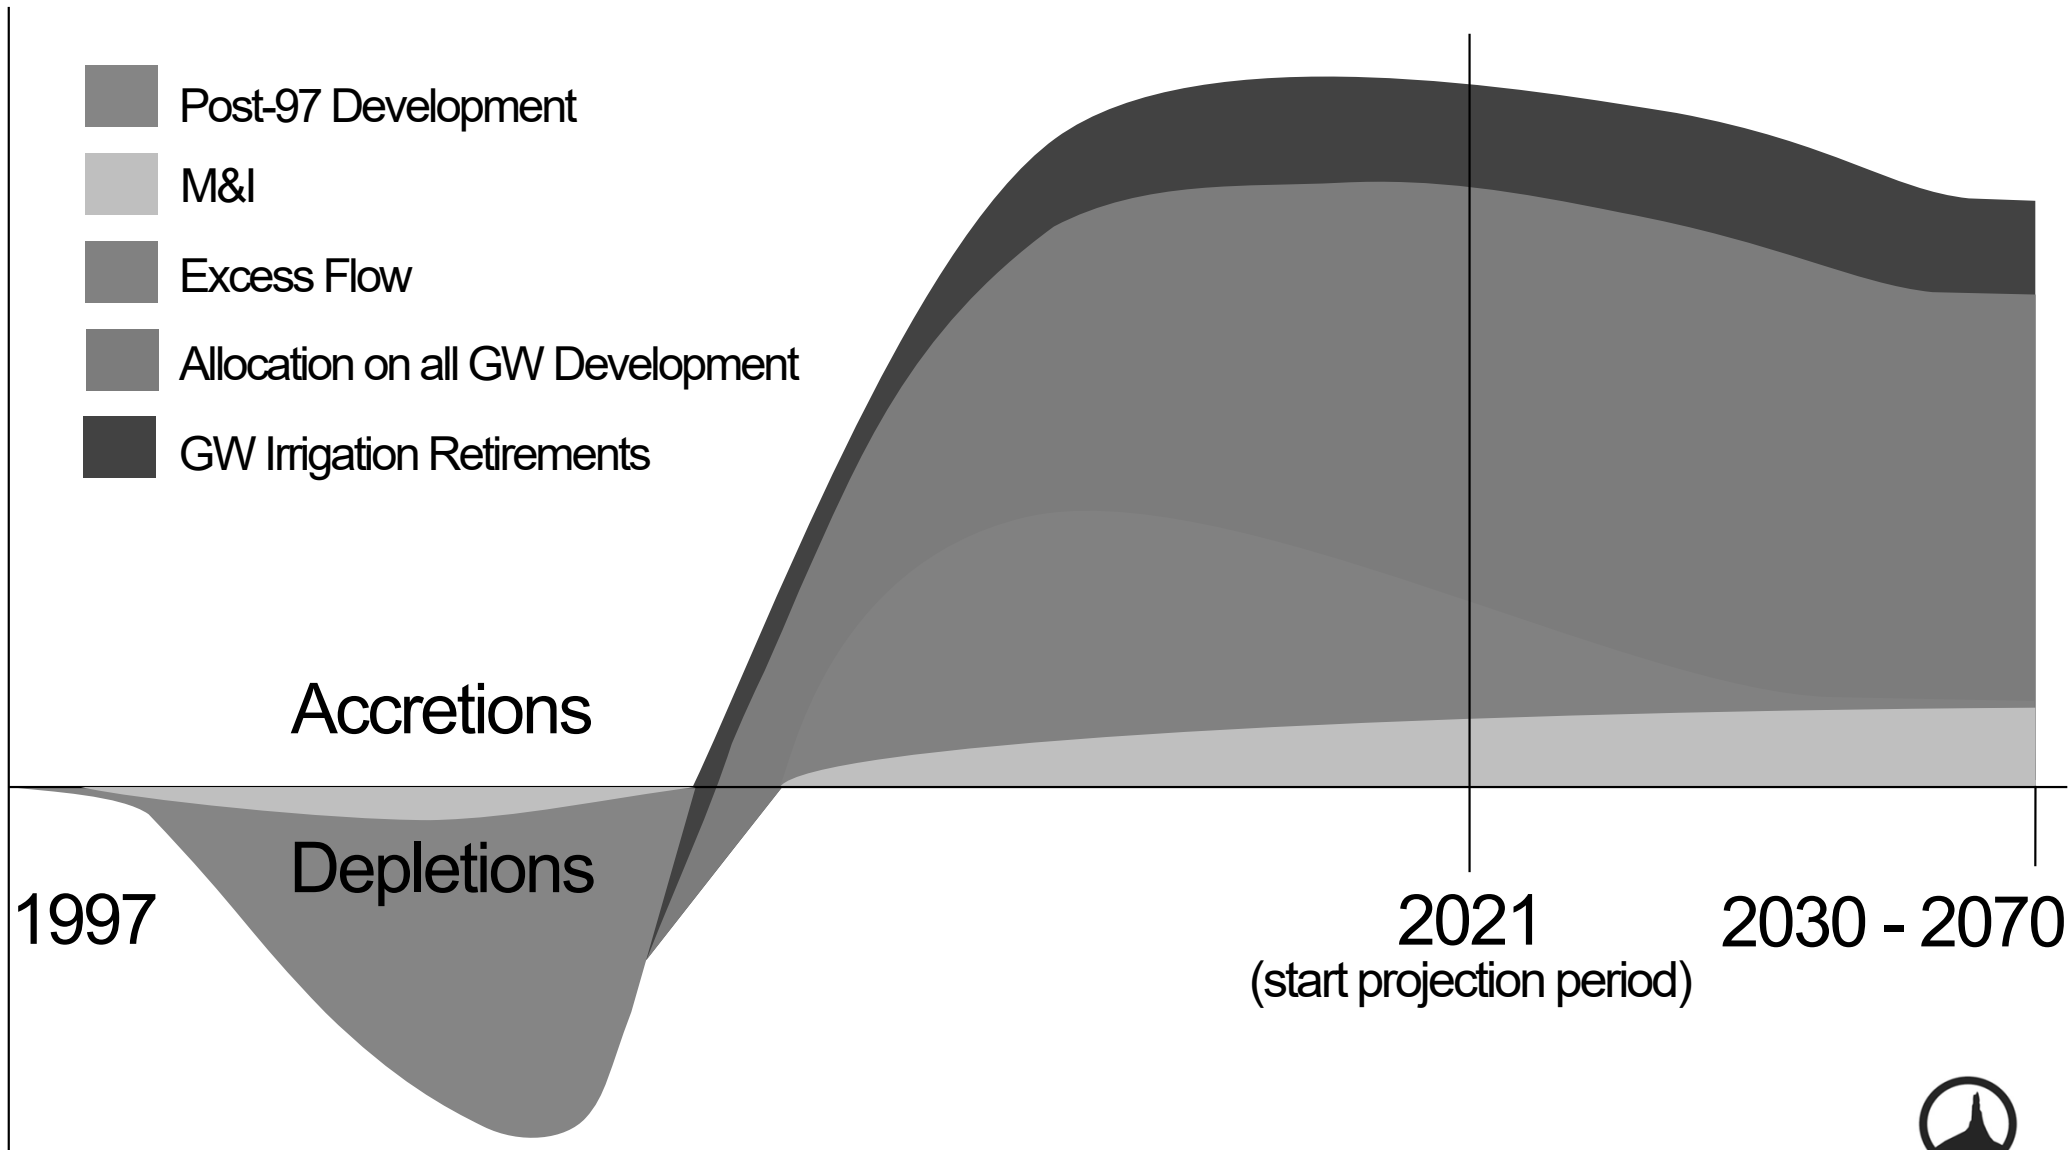 Post-97 Development
M&I
Excess Flow
Allocation on all GW Development
GW Irrigation Retirements
Accretions
Depletions
1997
2021
(start projection period)
2030 - 2070